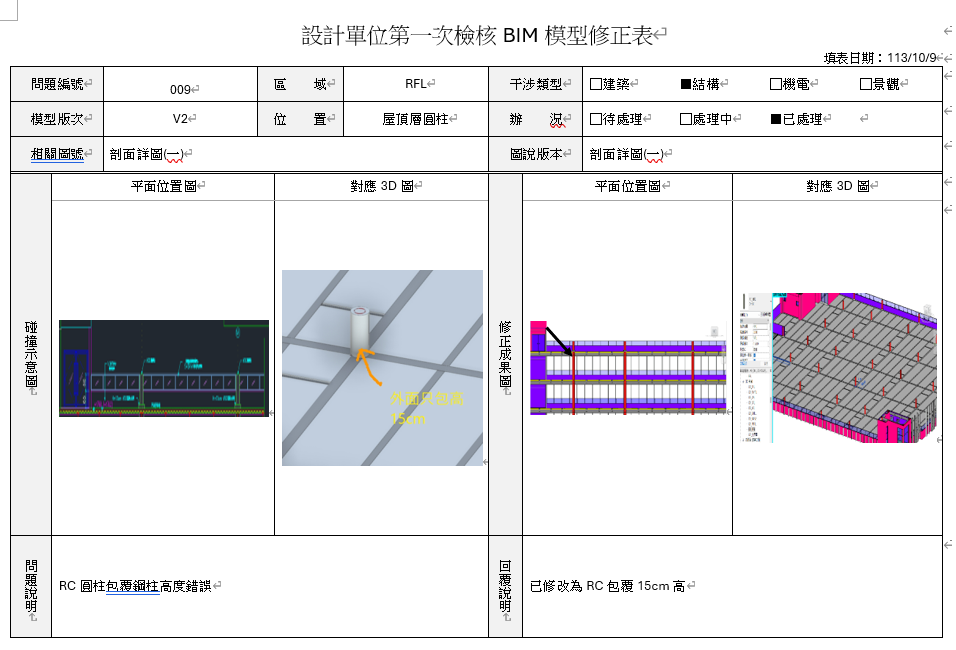 設計單位第一次檢核 BIM 模型修正表
填表日期：113/10/9
問題編號 009 區域 RFL 干涉類型 □建築 ■結構 □機電 □景觀
模型版次 V2 位置 屋頂層圓柱 辦況 □待處理 □處理中 ■已處理
相關圖號 剖面詳圖(一) 圖說版本 剖面詳圖(一)
平面位置圖 對應 3D 圖 平面位置圖 對應 3D 圖
碰撞示意圖
外面只包高
15cm
修正成果圖
問題說明
RC 圓柱包覆鋼柱高度錯誤
回覆說明
已修改為 RC 包覆 15cm 高